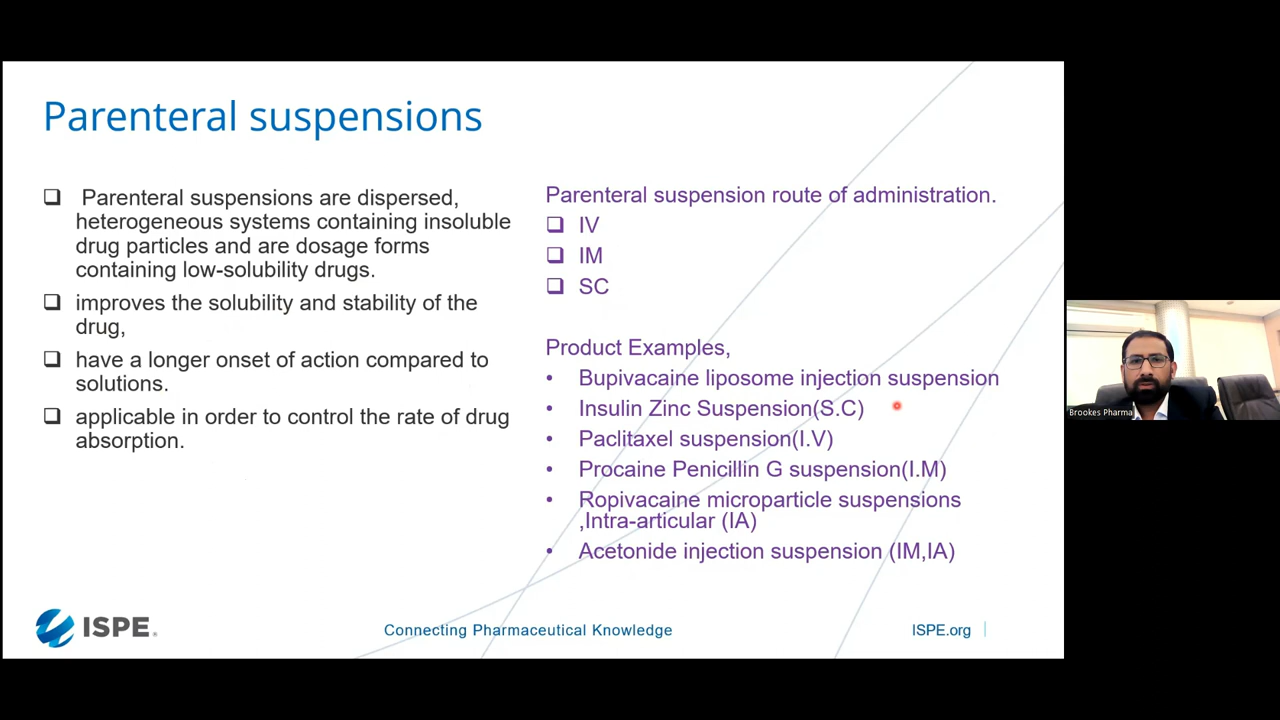 Parenteral suspensions
Parenteral suspensions are dispersed,
heterogeneous systems containing insoluble
drug particles and are dosage forms
containing low-solubility drugs.
improves the solubility and stability of the
drug,
have a longer onset of action compared to
solutions.
applicable in order to control the rate of drug
absorption.
Parenteral suspension route of administration.
IV
IM
SC
Product Examples,
• Bupivacaine liposome injection suspension
• Insulin Zinc Suspension(S.C)
• Paclitaxel suspension(I.V)
• Procaine Penicillin G suspension(I.M)
• Ropivacaine microparticle suspensions
,Intra-articular (IA)
• Acetonide injection suspension (IM,IA)
Brookes Pharma
ISPE.
Connecting Pharmaceutical Knowledge
ISPE.org